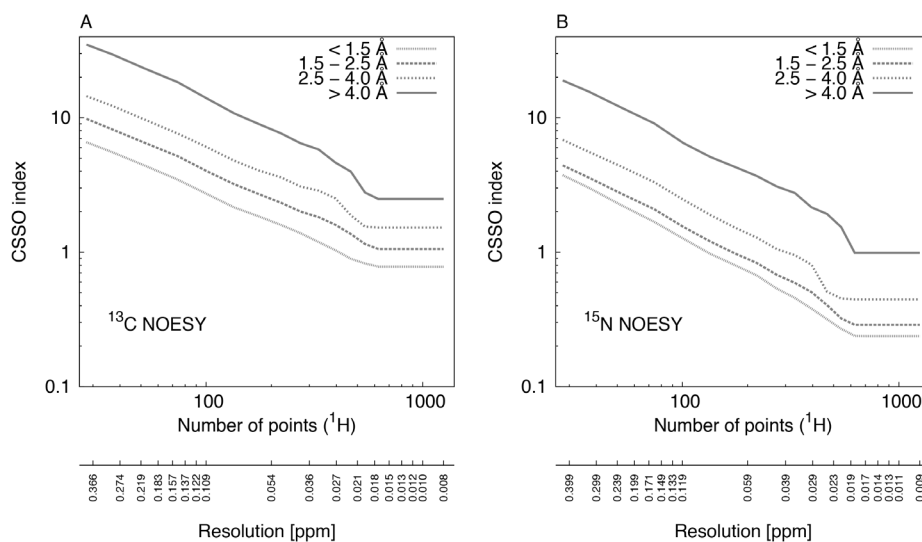 A
< 1.5 Å
1.5 – 2.5 Å
2.5 – 4.0 Å
> 4.0 Å
10
1
0.1
CSSO index
¹³C NOESY
100 1000
Number of points (¹H)
0.366 0.274 0.219 0.183 0.157 0.137 0.122 0.109 0.054 0.036 0.027 0.021 0.018 0.015 0.013 0.012 0.010 0.008
Resolution [ppm]
B
< 1.5 Å
1.5 – 2.5 Å
2.5 – 4.0 Å
> 4.0 Å
10
1
0.1
CSSO index
¹⁵N NOESY
100 1000
Number of points (¹H)
0.399 0.299 0.239 0.199 0.171 0.149 0.133 0.119 0.059 0.039 0.029 0.023 0.019 0.017 0.014 0.013 0.011 0.009
Resolution [ppm]